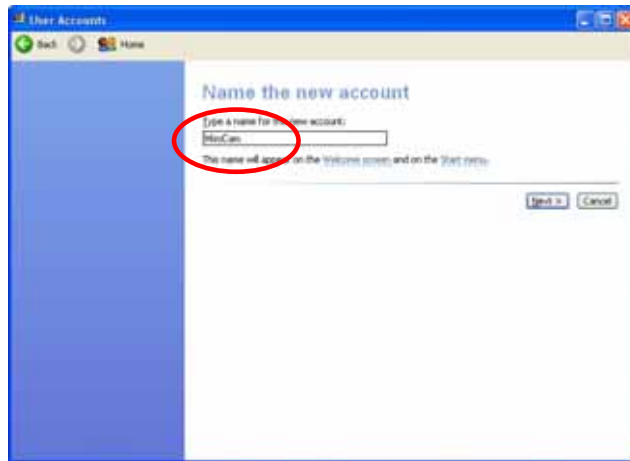 User Accounts
Back Home
Name the new account
Type a name for the new account:
MiniCam
This name will appear on the Welcome screen and on the Start menu.
Next > Cancel